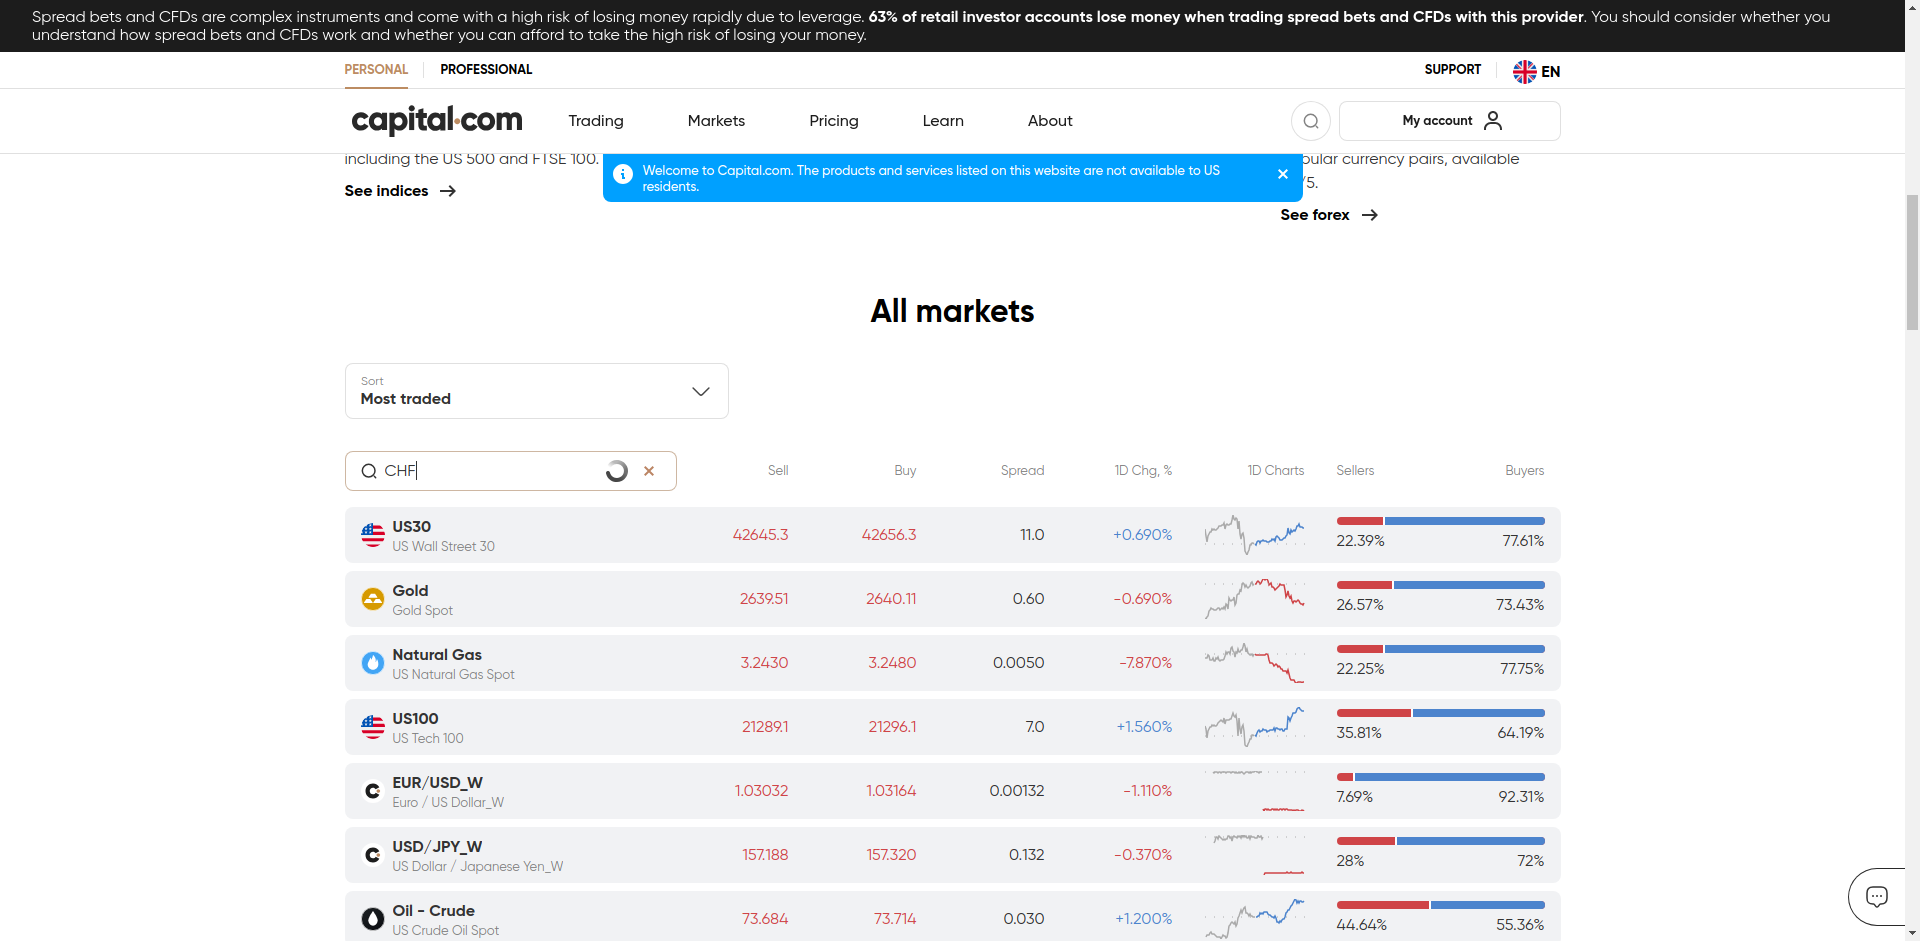 Spread bets and CFDs are complex instruments and come with a high risk of losing money rapidly due to leverage. 63% of retail investor accounts lose money when trading spread bets and CFDs with this provider. You should consider whether you
understand how spread bets and CFDs work and whether you can afford to take the high risk of losing your money.
PERSONAL PROFESSIONAL SUPPORT EN
capital.com Trading Markets Pricing Learn About My account
including the US 500 and FTSE 100.
Welcome to Capital.com. The products and services listed on this website are not available to US
residents.
pular currency pairs, available
/5.
See indices
See forex
All markets
Sort
Most traded
CHF Sell Buy Spread 1D Chg, % 1D Charts Sellers Buyers
US30
US Wall Street 30
42645.3 42656.3 11.0 +0.690% 22.39% 77.61%
Gold
Gold Spot
2639.51 2640.11 0.60 -0.690% 26.57% 73.43%
Natural Gas
US Natural Gas Spot
3.2430 3.2480 0.0050 -7.870% 22.25% 77.75%
US100
US Tech 100
21289.1 21296.1 7.0 +1.560% 35.81% 64.19%
EUR/USD_W
Euro / US Dollar_W
1.03032 1.03164 0.00132 -1.110% 7.69% 92.31%
USD/JPY_W
US Dollar / Japanese Yen_W
157.188 157.320 0.132 -0.370% 28% 72%
Oil - Crude
US Crude Oil Spot
73.684 73.714 0.030 +1.200% 44.64% 55.36%